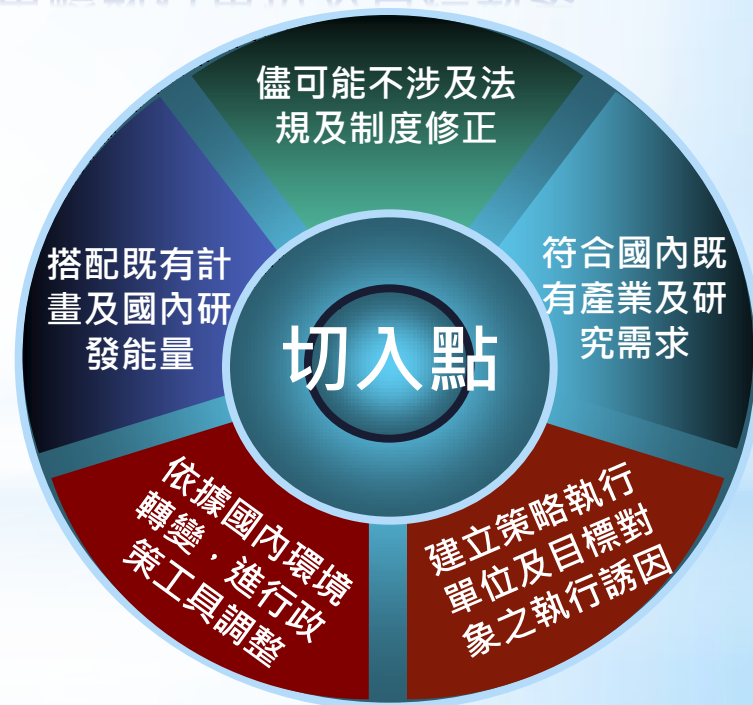 儘可能不涉及法
規及制度修正
符合國內既
有產業及研
究需求
建立策略執行
單位及目標對
象之執行誘因
依據國內環境
轉變，進行政
策工具調整
搭配既有計
畫及國內研
發能量
切入點